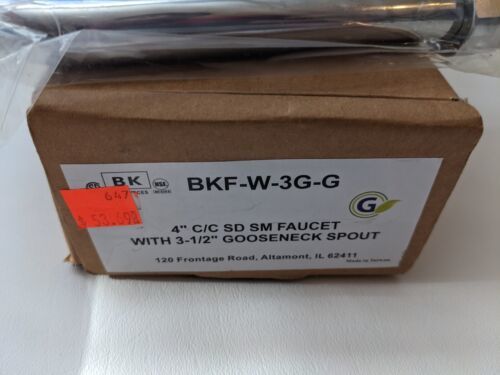 BK
BKF-W-3G-G
NSF
G
647
4" C/C SD SM FAUCET
WITH 3-1/2" GOOSENECK SPOUT
120 Frontage Road, Altamont, IL 62411
Made in Taiwan